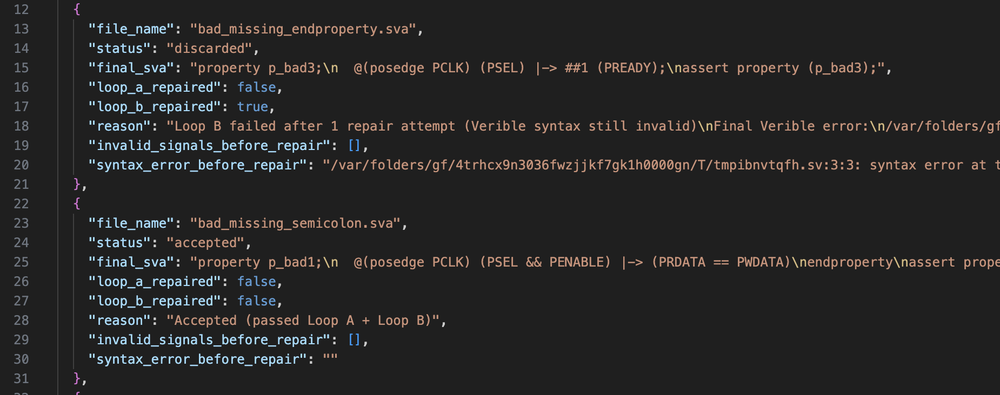 12 {
13 "file_name": "bad_missing_endproperty.sva",
14 "status": "discarded",
15 "final_sva": "property p_bad3;\n  @(posedge PCLK) (PSEL) |-> ##1 (PREADY);\nassert property (p_bad3);",
16 "loop_a_repaired": false,
17 "loop_b_repaired": true,
18 "reason": "Loop B failed after 1 repair attempt (Verible syntax still invalid)\nFinal Verible error:\n/var/folders/gf
19 "invalid_signals_before_repair": [],
20 "syntax_error_before_repair": "/var/folders/gf/4trhcx9n3036fwzjjkf7gk1h0000gn/T/tmpibnvtqfh.sv:3:3: syntax error at t
21 },
22 {
23 "file_name": "bad_missing_semicolon.sva",
24 "status": "accepted",
25 "final_sva": "property p_bad1;\n  @(posedge PCLK) (PSEL && PENABLE) |-> (PRDATA == PWDATA)\nendproperty\nassert prope
26 "loop_a_repaired": false,
27 "loop_b_repaired": false,
28 "reason": "Accepted (passed Loop A + Loop B)",
29 "invalid_signals_before_repair": [],
30 "syntax_error_before_repair": ""
31 },